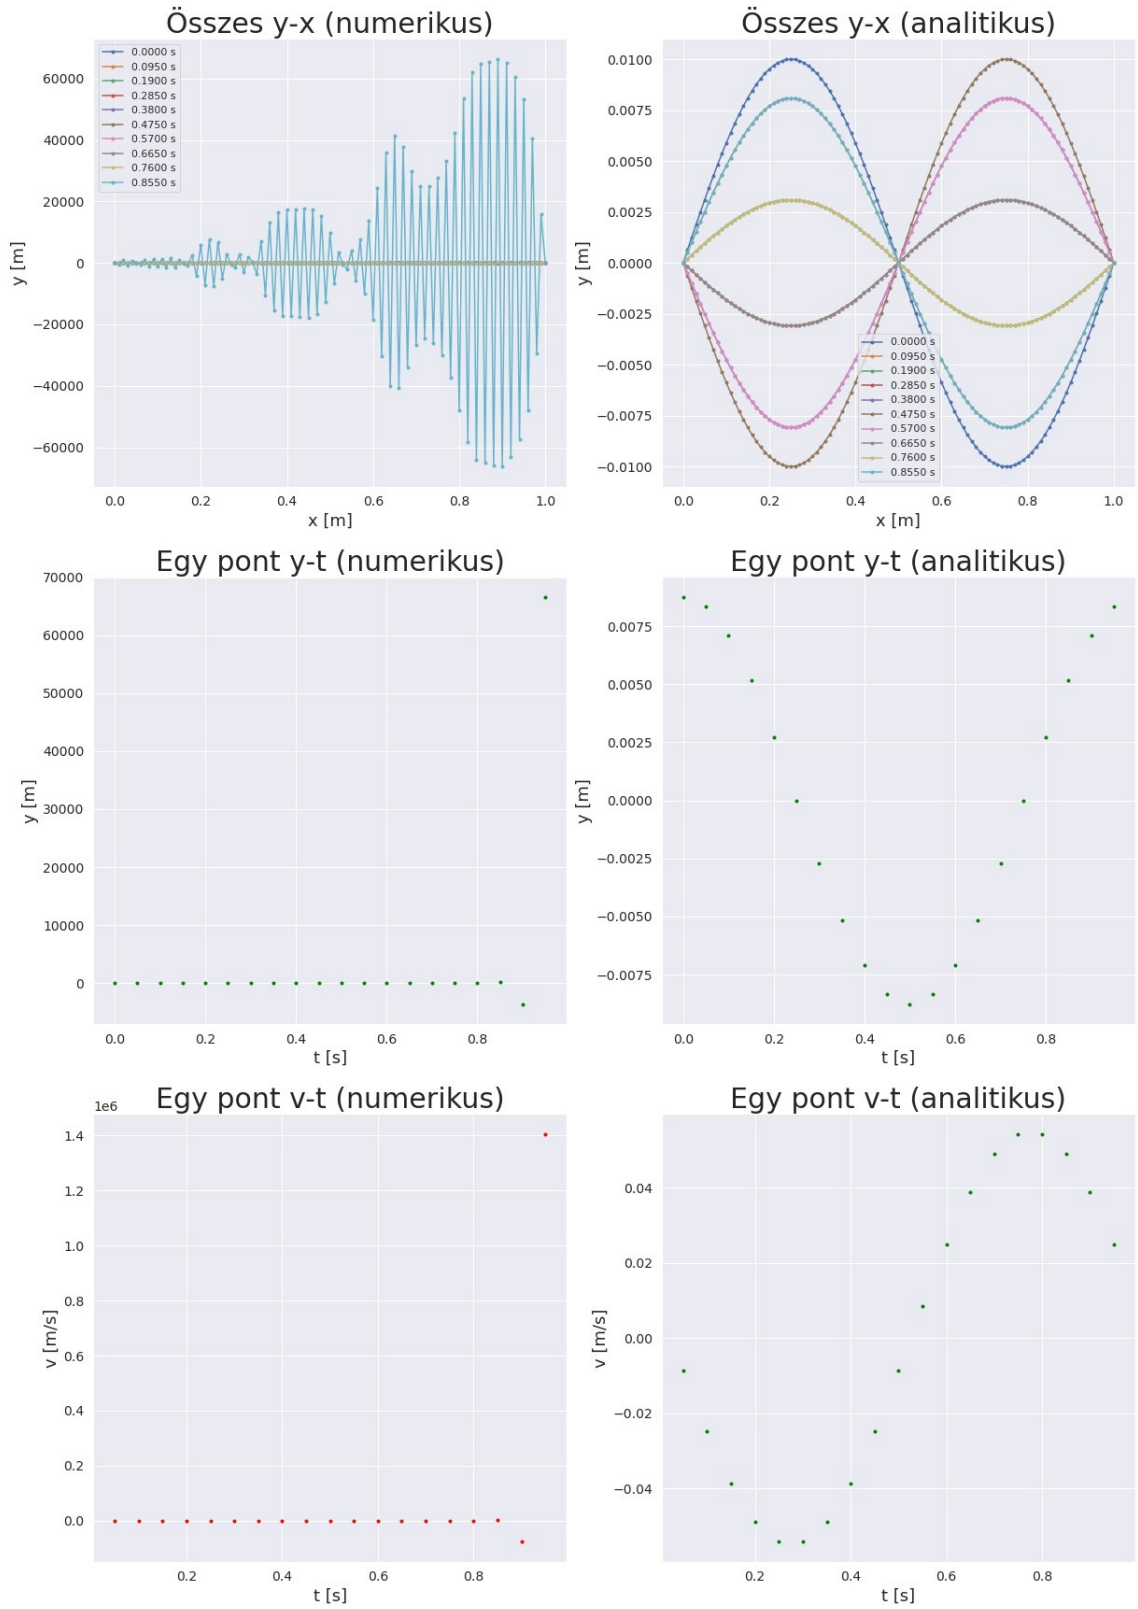 Összes y-x (numerikus)
60000
40000
20000
0
−20000
−40000
−60000
y [m]
0.0000 s
0.0950 s
0.1900 s
0.2850 s
0.3800 s
0.4750 s
0.5700 s
0.6650 s
0.7600 s
0.8550 s
0.0 0.2 0.4 0.6 0.8 1.0
x [m]
Összes y-x (analitikus)
0.0100
0.0075
0.0050
0.0025
0.0000
−0.0025
−0.0050
−0.0075
−0.0100
y [m]
0.0000 s
0.0950 s
0.1900 s
0.2850 s
0.3800 s
0.4750 s
0.5700 s
0.6650 s
0.7600 s
0.8550 s
0.0 0.2 0.4 0.6 0.8 1.0
x [m]
Egy pont y-t (numerikus)
70000
60000
50000
40000
30000
20000
10000
0
y [m]
0.0 0.2 0.4 0.6 0.8
t [s]
Egy pont y-t (analitikus)
0.0075
0.0050
0.0025
0.0000
−0.0025
−0.0050
−0.0075
y [m]
0.0 0.2 0.4 0.6 0.8
t [s]
Egy pont v-t (numerikus)
1e6
1.4
1.2
1.0
0.8
0.6
0.4
0.2
0.0
v [m/s]
0.2 0.4 0.6 0.8
t [s]
Egy pont v-t (analitikus)
0.04
0.02
0.00
−0.02
−0.04
v [m/s]
0.2 0.4 0.6 0.8
t [s]